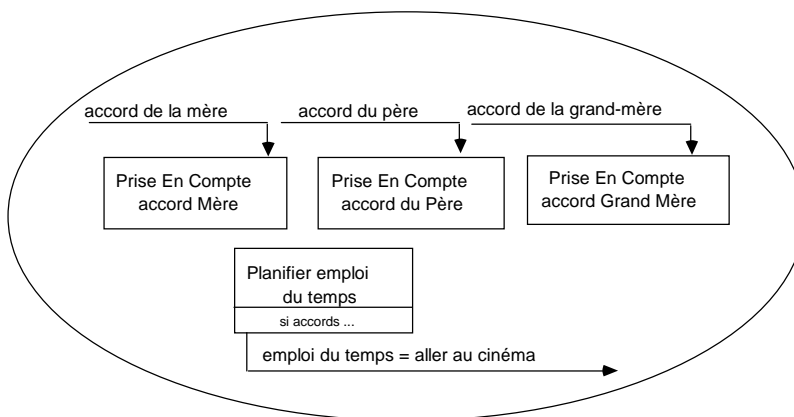 accord de la mère
accord du père
accord de la grand-mère
Prise En Compte
accord Mère
Prise En Compte
accord du Père
Prise En Compte
accord Grand Mère
Planifier emploi
du temps
si accords ...
emploi du temps = aller au cinéma